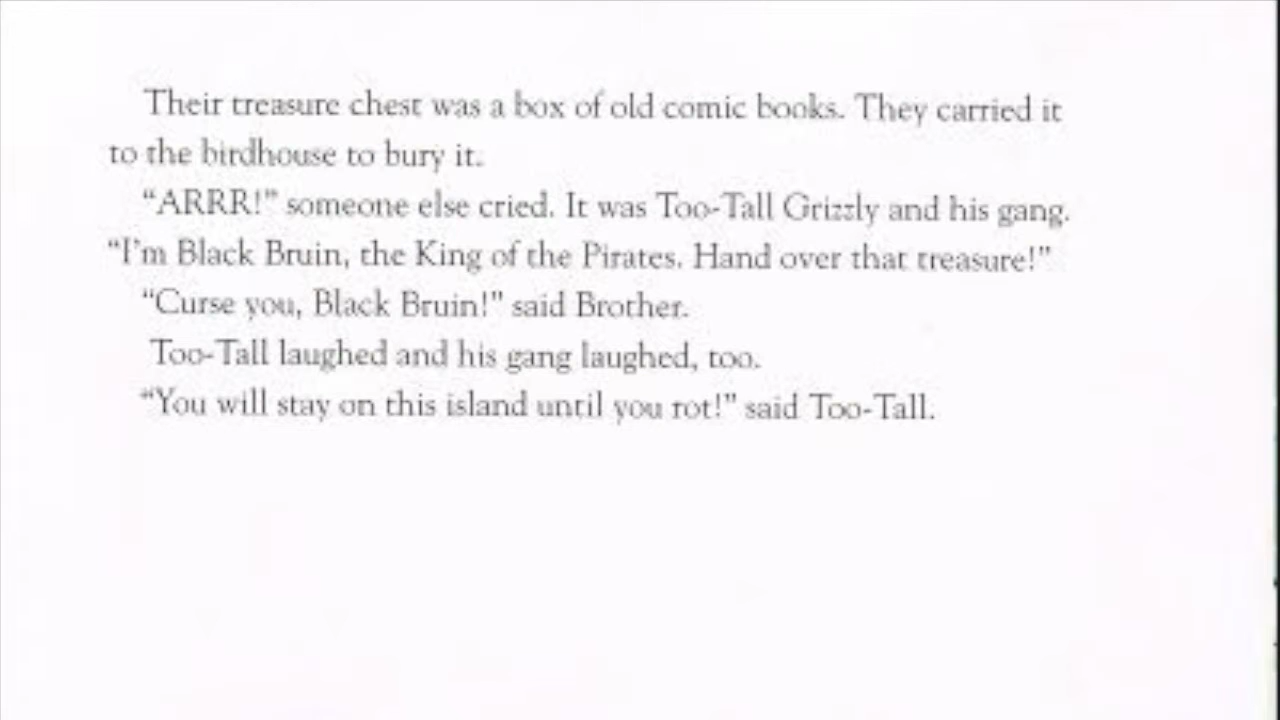 Their treasure chest was a box of old comic books. They carried it
to the birdhouse to bury it.
“ARRR!” someone else cried. It was Too-Tall Grizzly and his gang.
“I’m Black Bruin, the King of the Pirates. Hand over that treasure!”
“Curse you, Black Bruin!” said Brother.
Too-Tall laughed and his gang laughed, too.
“You will stay on this island until you rot!” said Too-Tall.